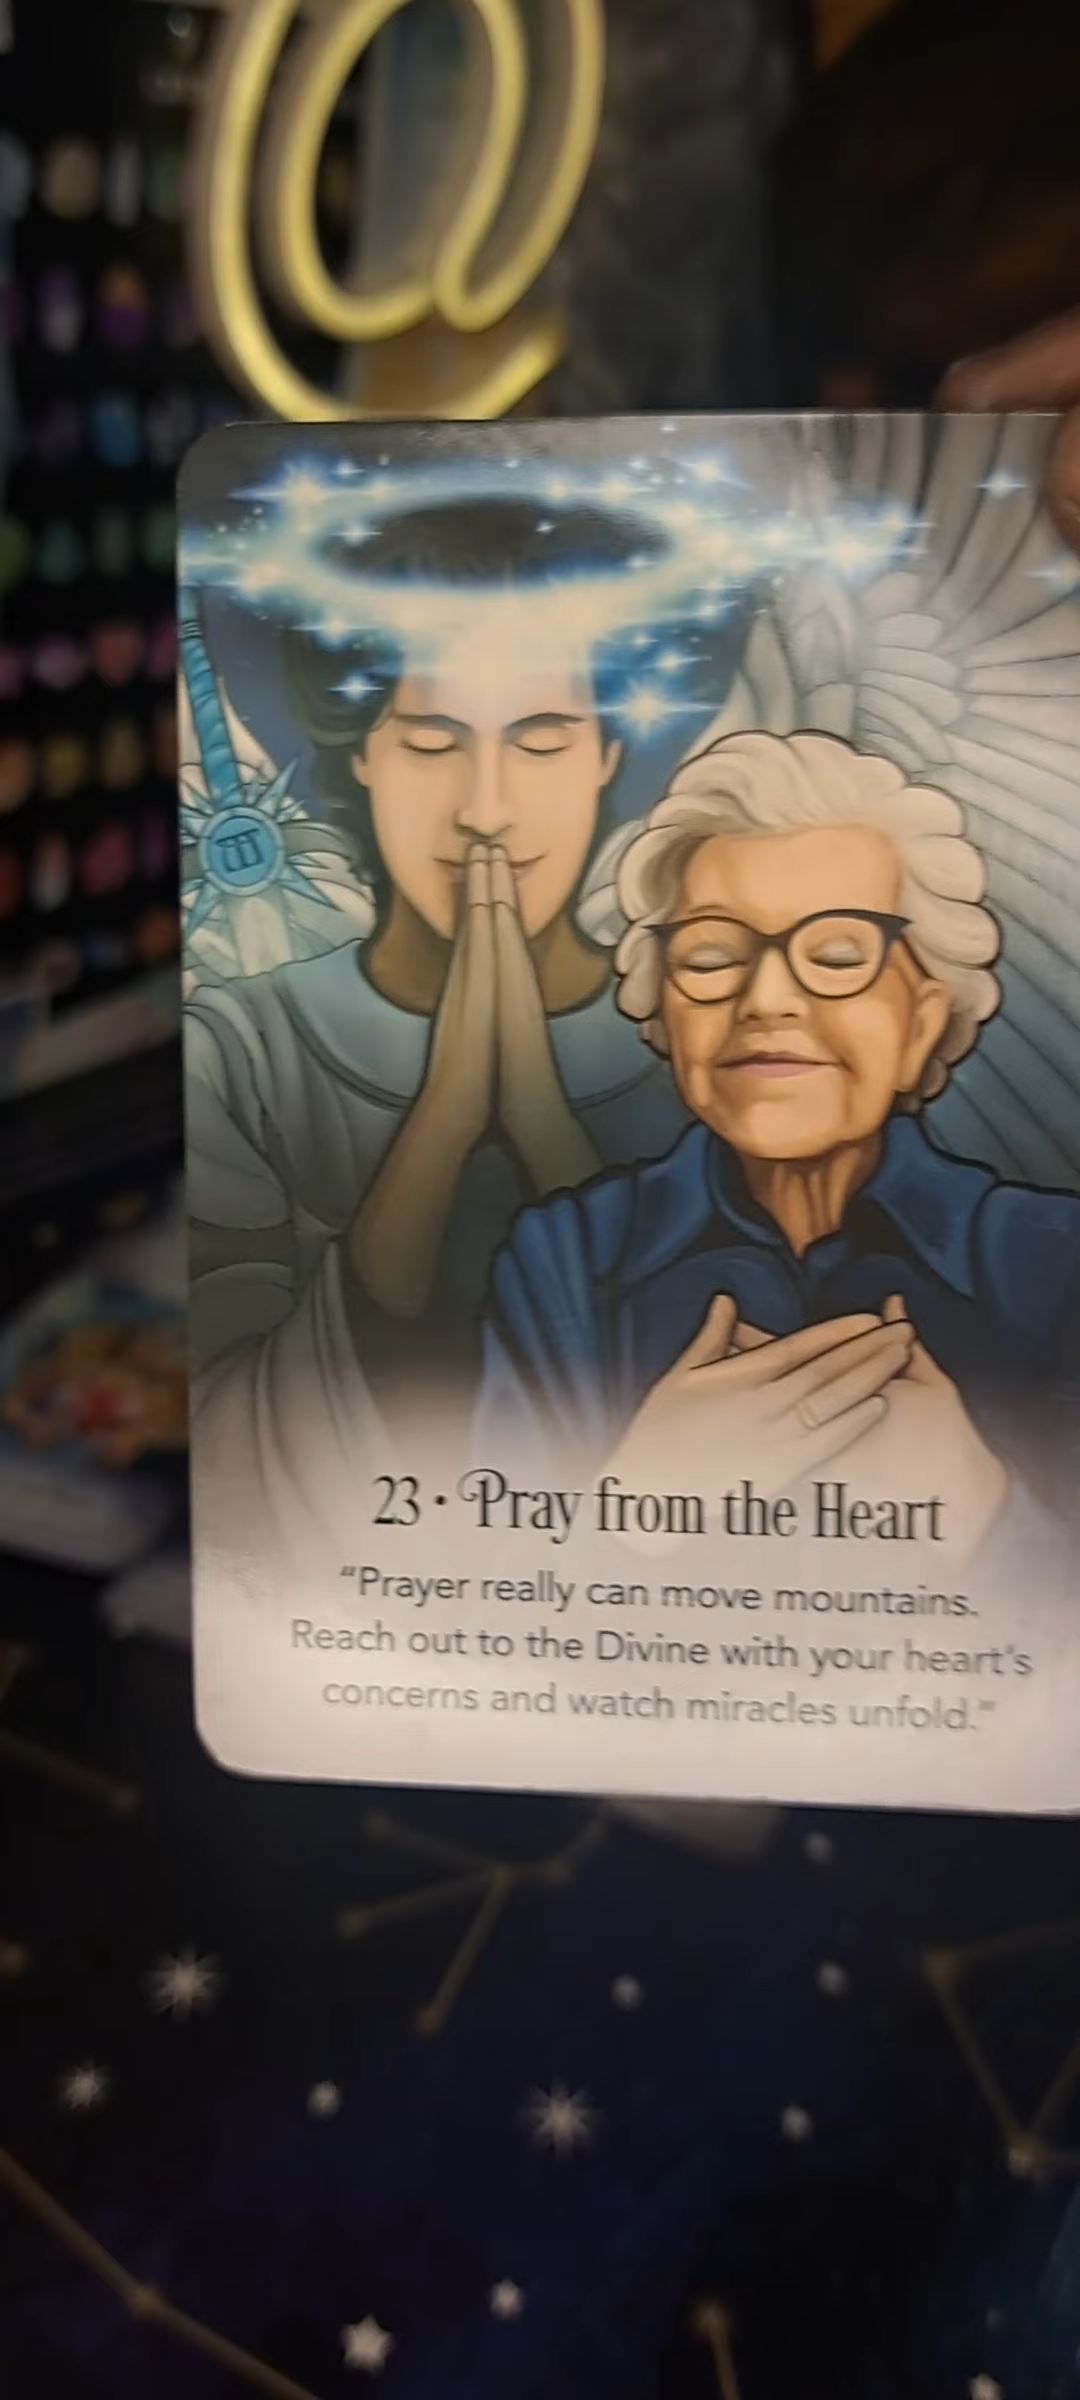 23 · Pray from the Heart
"Prayer really can move mountains.
Reach out to the Divine with your heart's
concerns and watch miracles unfold."